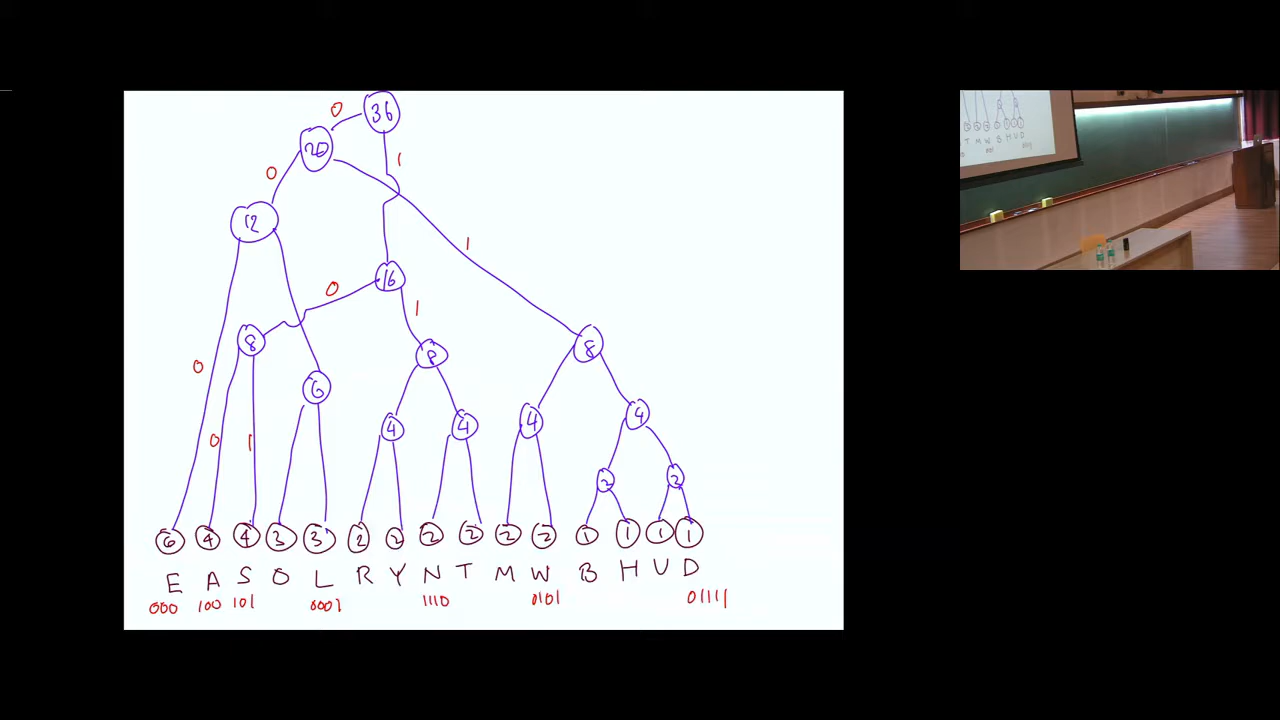 0 36
20 1
0
12 1
16
0 1
8 8 8
0 6
4 4 4 4
0 1
2 2
6 4 4 3 3 2 2 2 2 2 2 1 1 1 1
E A S O L R Y N T M W B H U D
000 100 101 0001 1110 0101 01111